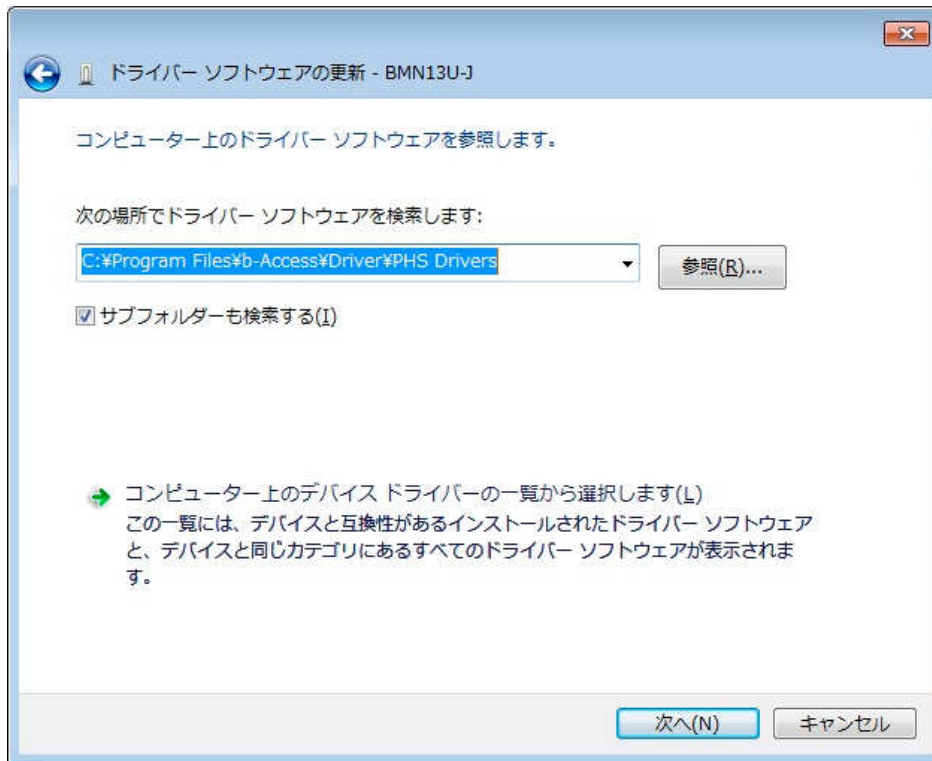 ドライバー ソフトウェアの更新 - BMN13U-J
コンピューター上のドライバー ソフトウェアを参照します。
次の場所でドライバー ソフトウェアを検索します:
C:¥Program Files¥b-Access¥Driver¥PHS Drivers
参照(R)...
サブフォルダーも検索する(I)
コンピューター上のデバイス ドライバーの一覧から選択します(L)
この一覧には、デバイスと互換性があるインストールされたドライバー ソフトウェア
と、デバイスと同じカテゴリにあるすべてのドライバー ソフトウェアが表示されま
す。
次へ(N)
キャンセル